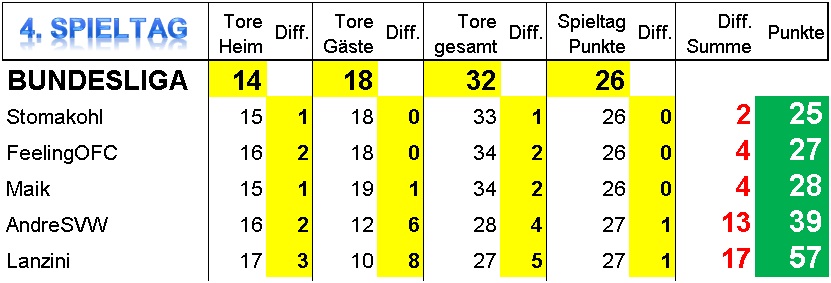 4. SPIELTAG Tore Heim Diff. Tore Gäste Diff. Tore gesamt Diff. Spieltag Punkte Diff. Diff. Summe Punkte
BUNDESLIGA 14 18 32 26
Stomakohl 15 1 18 0 33 1 26 0 2 25
FeelingOFC 16 2 18 0 34 2 26 0 4 27
Maik 15 1 19 1 34 2 26 0 4 28
AndreSVW 16 2 12 6 28 4 27 1 13 39
Lanzini 17 3 10 8 27 5 27 1 17 57